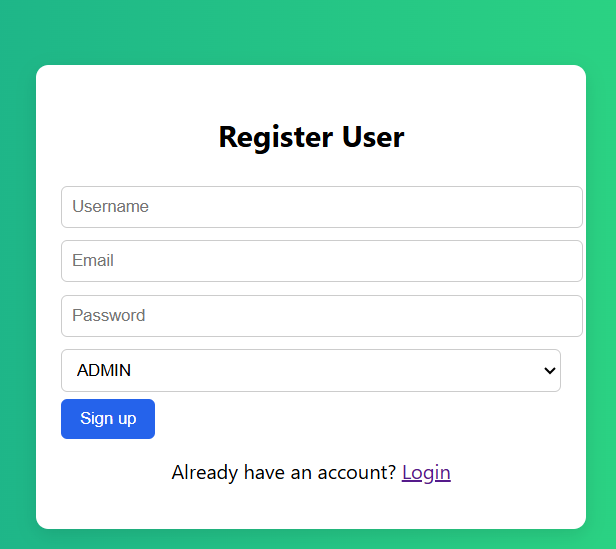 Register User
Username
Email
Password
ADMIN
Sign up
Already have an account? Login